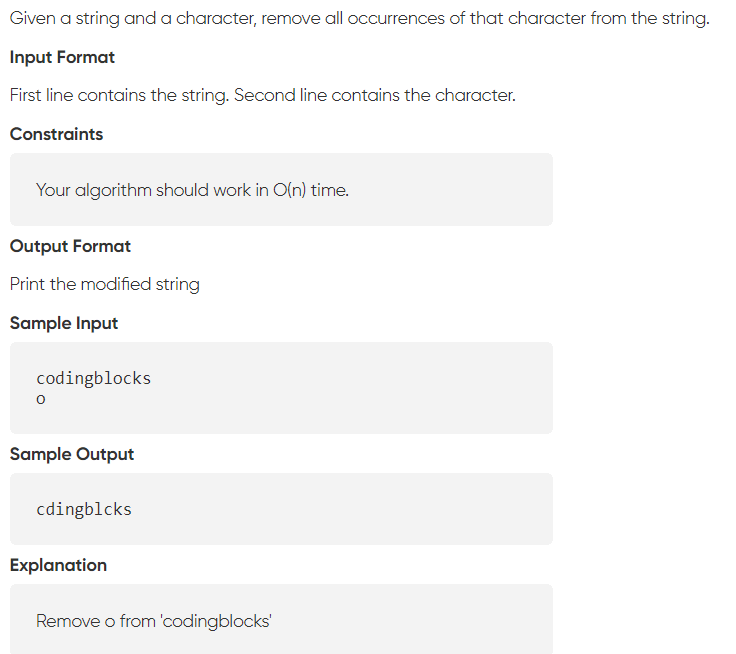 Given a string and a character, remove all occurrences of that character from the string.
Input Format
First line contains the string. Second line contains the character.
Constraints
Your algorithm should work in O(n) time.
Output Format
Print the modified string
Sample Input
codingblocks
o
Sample Output
cdingblcks
Explanation
Remove o from 'codingblocks'